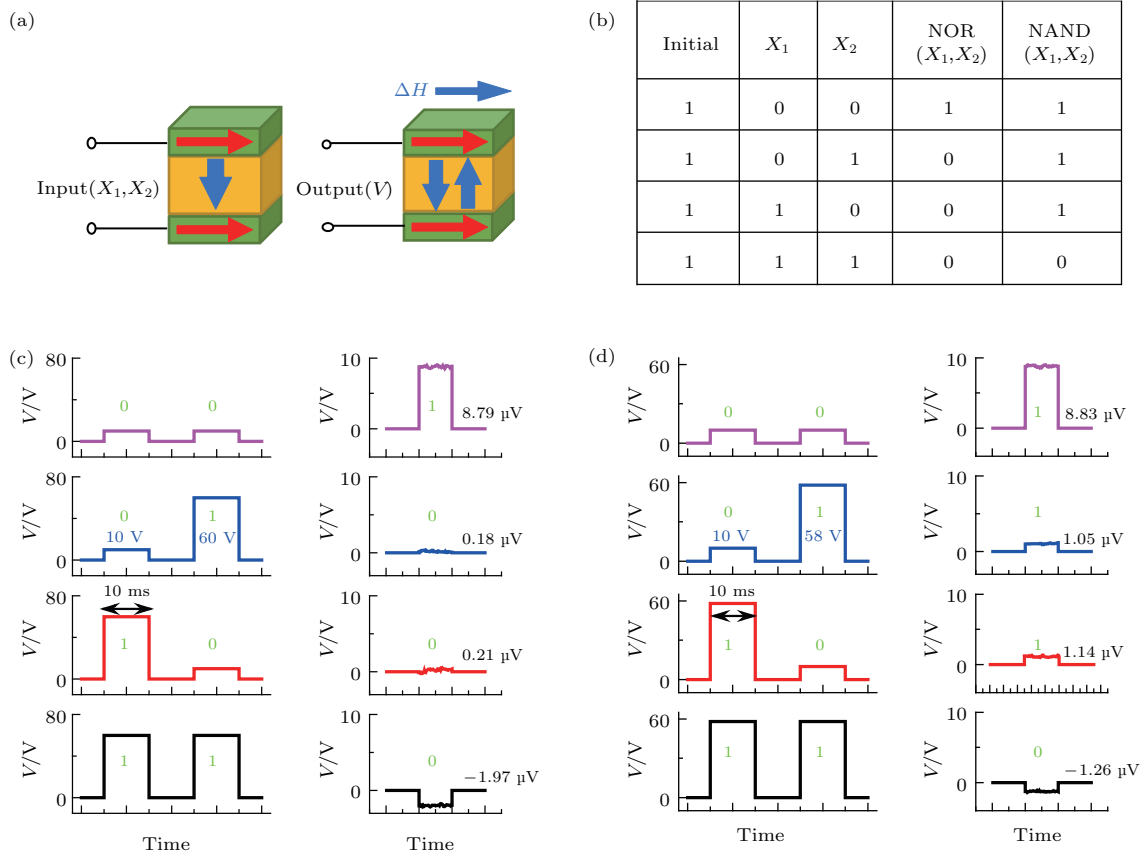 (a)
ΔH
Input(X₁,X₂)
Output(V)
(b)
Initial X₁ X₂ NOR (X₁,X₂) NAND (X₁,X₂)
1 0 0 1 1
1 0 1 0 1
1 1 0 0 1
1 1 1 0 0
(c)
80
0
V/V
0 0
10
0
V/V
1
8.79 µV
80
0
V/V
0 1
10 V 60 V
10
0
V/V
0
0.18 µV
80
0
V/V
10 ms
1 0
10
0
V/V
0
0.21 µV
80
0
V/V
1 1
10
0
V/V
0
−1.97 µV
Time Time
(d)
60
0
V/V
0 0
10
0
V/V
1
8.83 µV
60
0
V/V
0 1
10 V 58 V
10
0
V/V
1
1.05 µV
60
0
V/V
10 ms
1 0
10
0
V/V
1
1.14 µV
60
0
V/V
1 1
10
0
V/V
0
−1.26 µV
Time Time